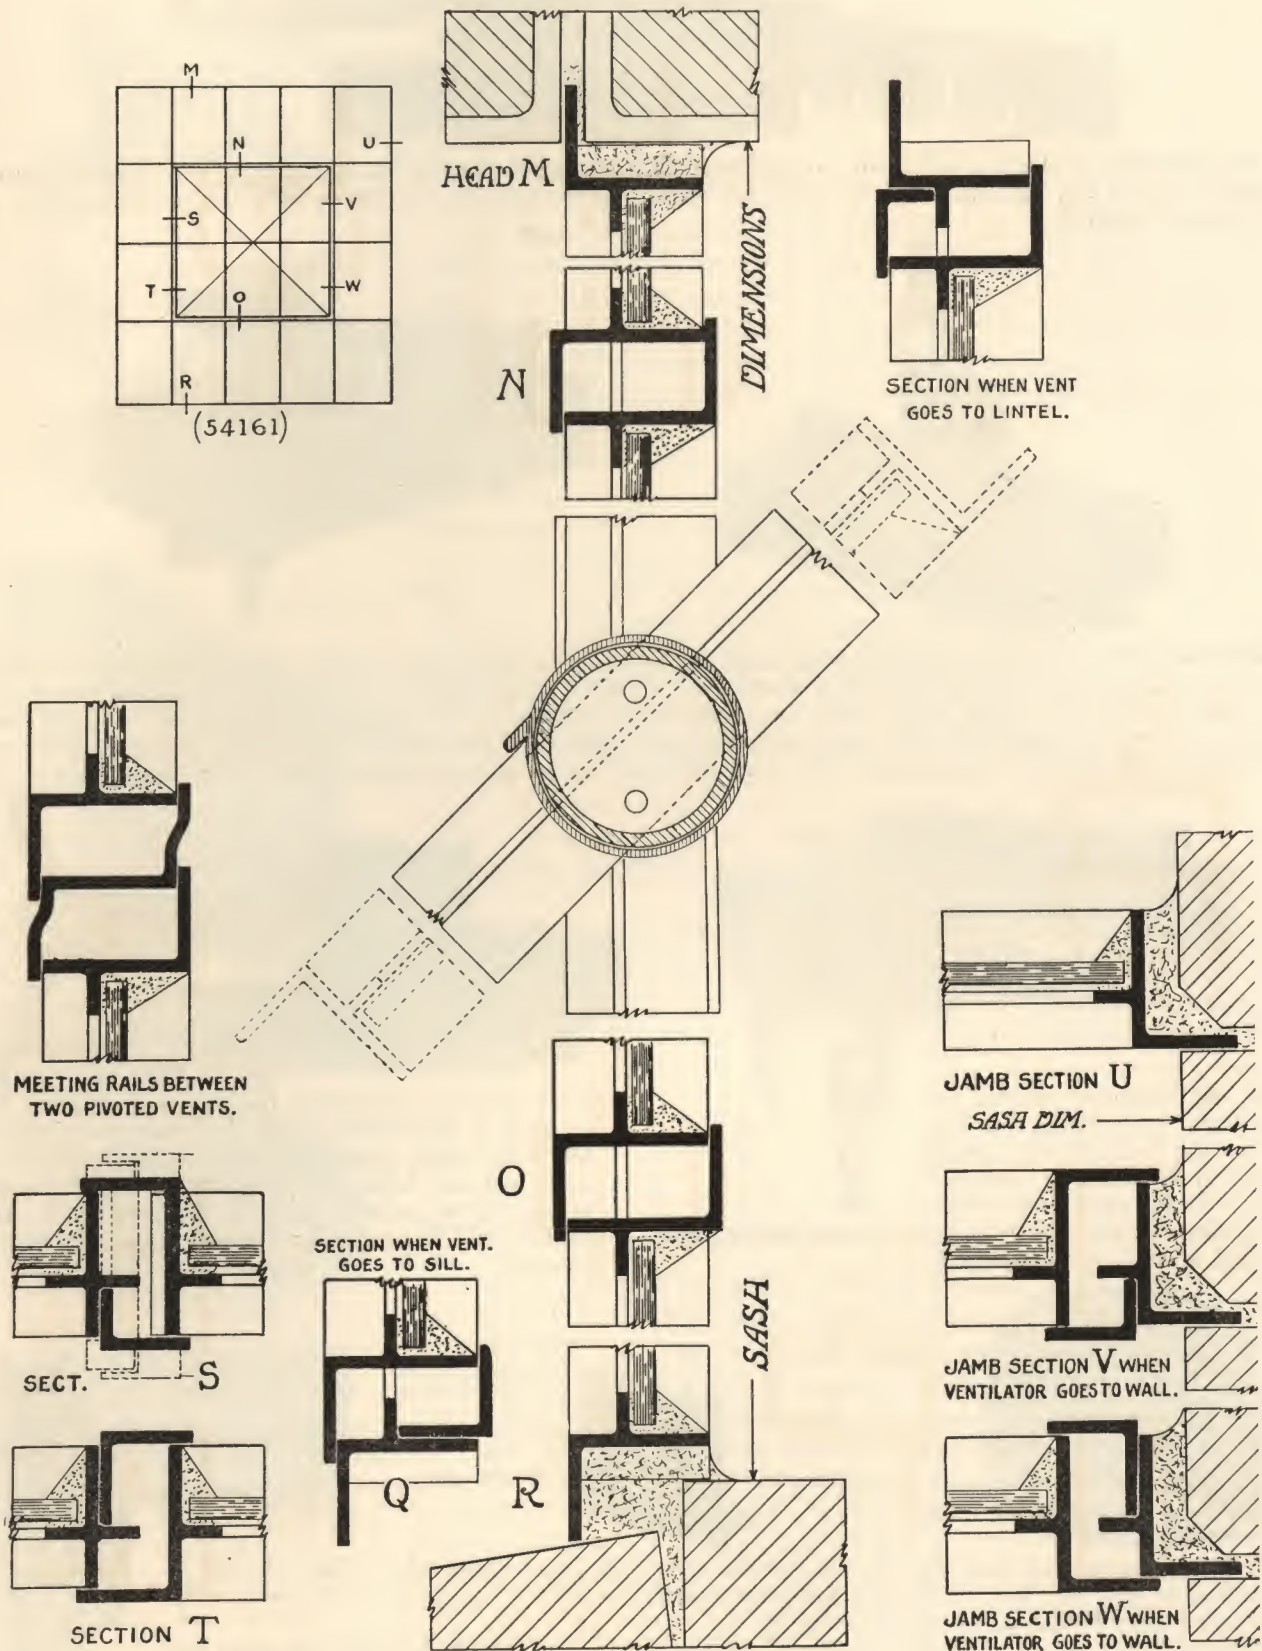 M
N
U
S
V
T
O
W
R
(54161)
HEAD M
DIMENSIONS
N
SECTION WHEN VENT
GOES TO LINTEL.
MEETING RAILS BETWEEN
TWO PIVOTED VENTS.
JAMB SECTION U
SASH DIM.
O
SECT. S
SECTION WHEN VENT.
GOES TO SILL.
Q
R
SASH
JAMB SECTION V WHEN
VENTILATOR GOES TO WALL.
SECTION T
JAMB SECTION W WHEN
VENTILATOR GOES TO WALL.